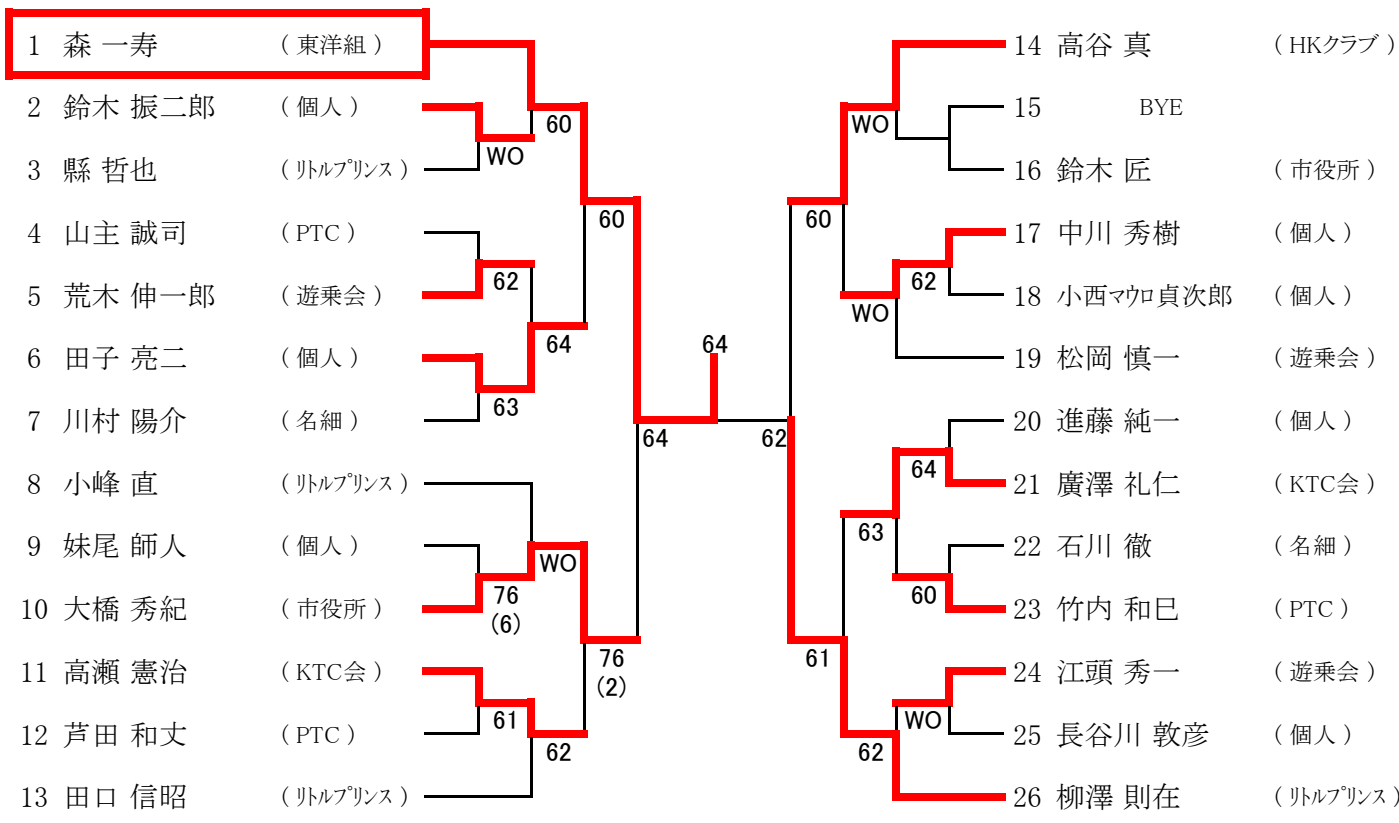 1 森 一寿 ( 東洋組 )
2 鈴木 振二郎 ( 個人 )
3 縣 哲也 ( リトルプリンス )
4 山主 誠司 ( PTC )
5 荒木 伸一郎 ( 遊乗会 )
6 田子 亮二 ( 個人 )
7 川村 陽介 ( 名細 )
8 小峰 直 ( リトルプリンス )
9 妹尾 師人 ( 個人 )
10 大橋 秀紀 ( 市役所 )
11 高瀬 憲治 ( KTC会 )
12 芦田 和丈 ( PTC )
13 田口 信昭 ( リトルプリンス )
WO
62
63
76
(6)
61
60
64
WO
62
60
76
(2)
64
64
62
60
61
WO
WO
63
62
62
64
60
WO
14 高谷 真 ( HKクラブ )
15 BYE
16 鈴木 匠 ( 市役所 )
17 中川 秀樹 ( 個人 )
18 小西マウロ貞次郎 ( 個人 )
19 松岡 慎一 ( 遊乗会 )
20 進藤 純一 ( 個人 )
21 廣澤 礼仁 ( KTC会 )
22 石川 徹 ( 名細 )
23 竹内 和巳 ( PTC )
24 江頭 秀一 ( 遊乗会 )
25 長谷川 敦彦 ( 個人 )
26 柳澤 則在 ( リトルプリンス )